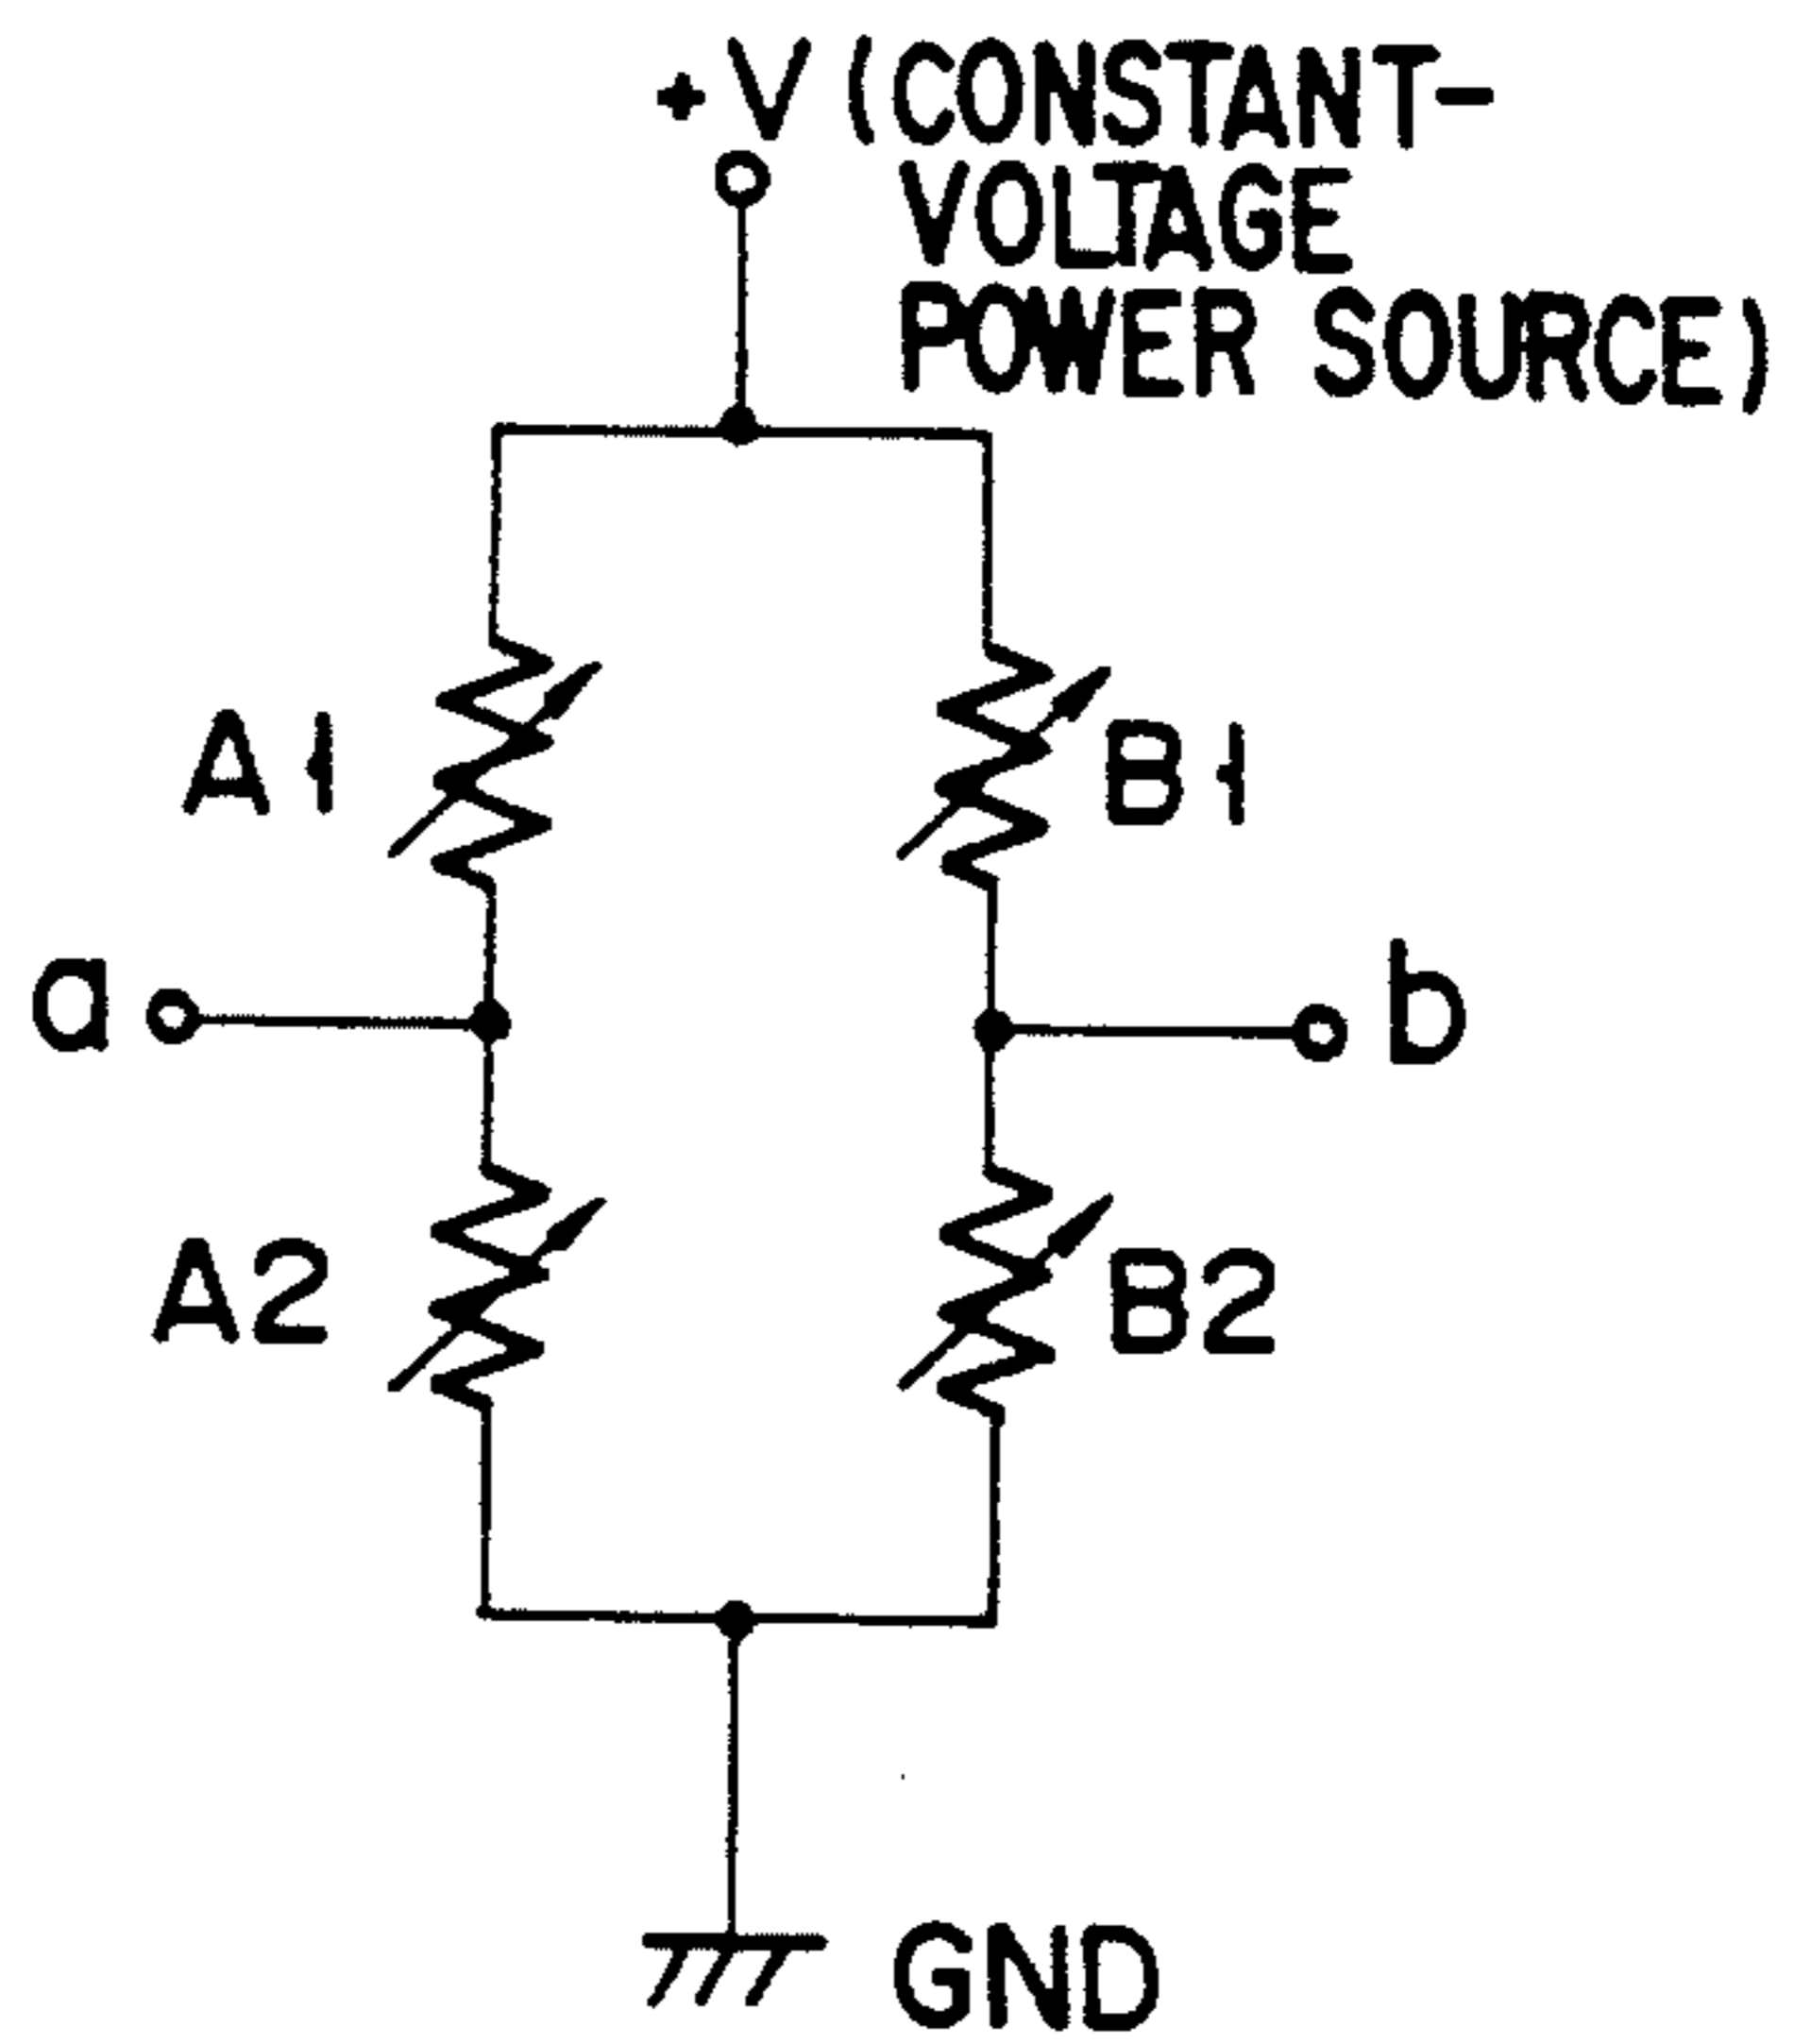 +V (CONSTANT-
VOLTAGE
POWER SOURCE)
A1
B1
a
b
A2
B2
GND